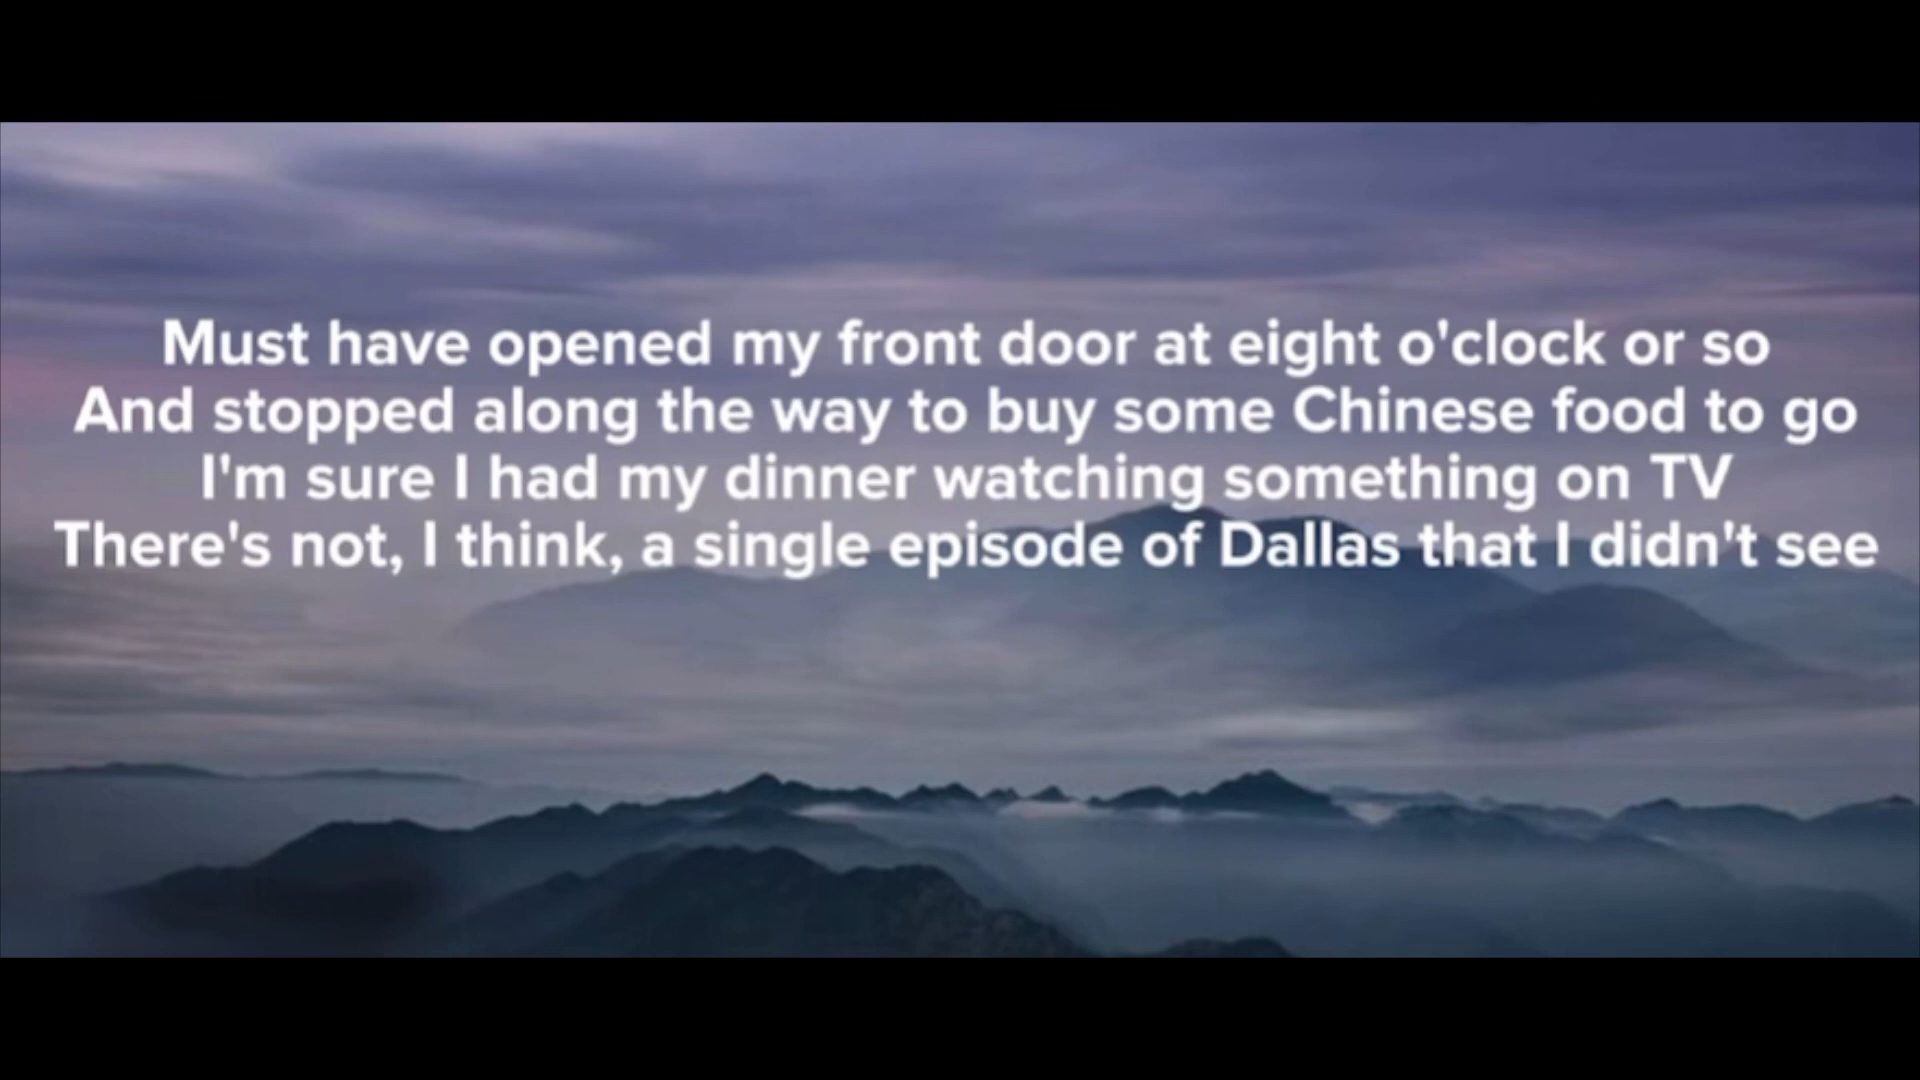 Must have opened my front door at eight o'clock or so
And stopped along the way to buy some Chinese food to go
I'm sure I had my dinner watching something on TV
There's not, I think, a single episode of Dallas that I didn't see